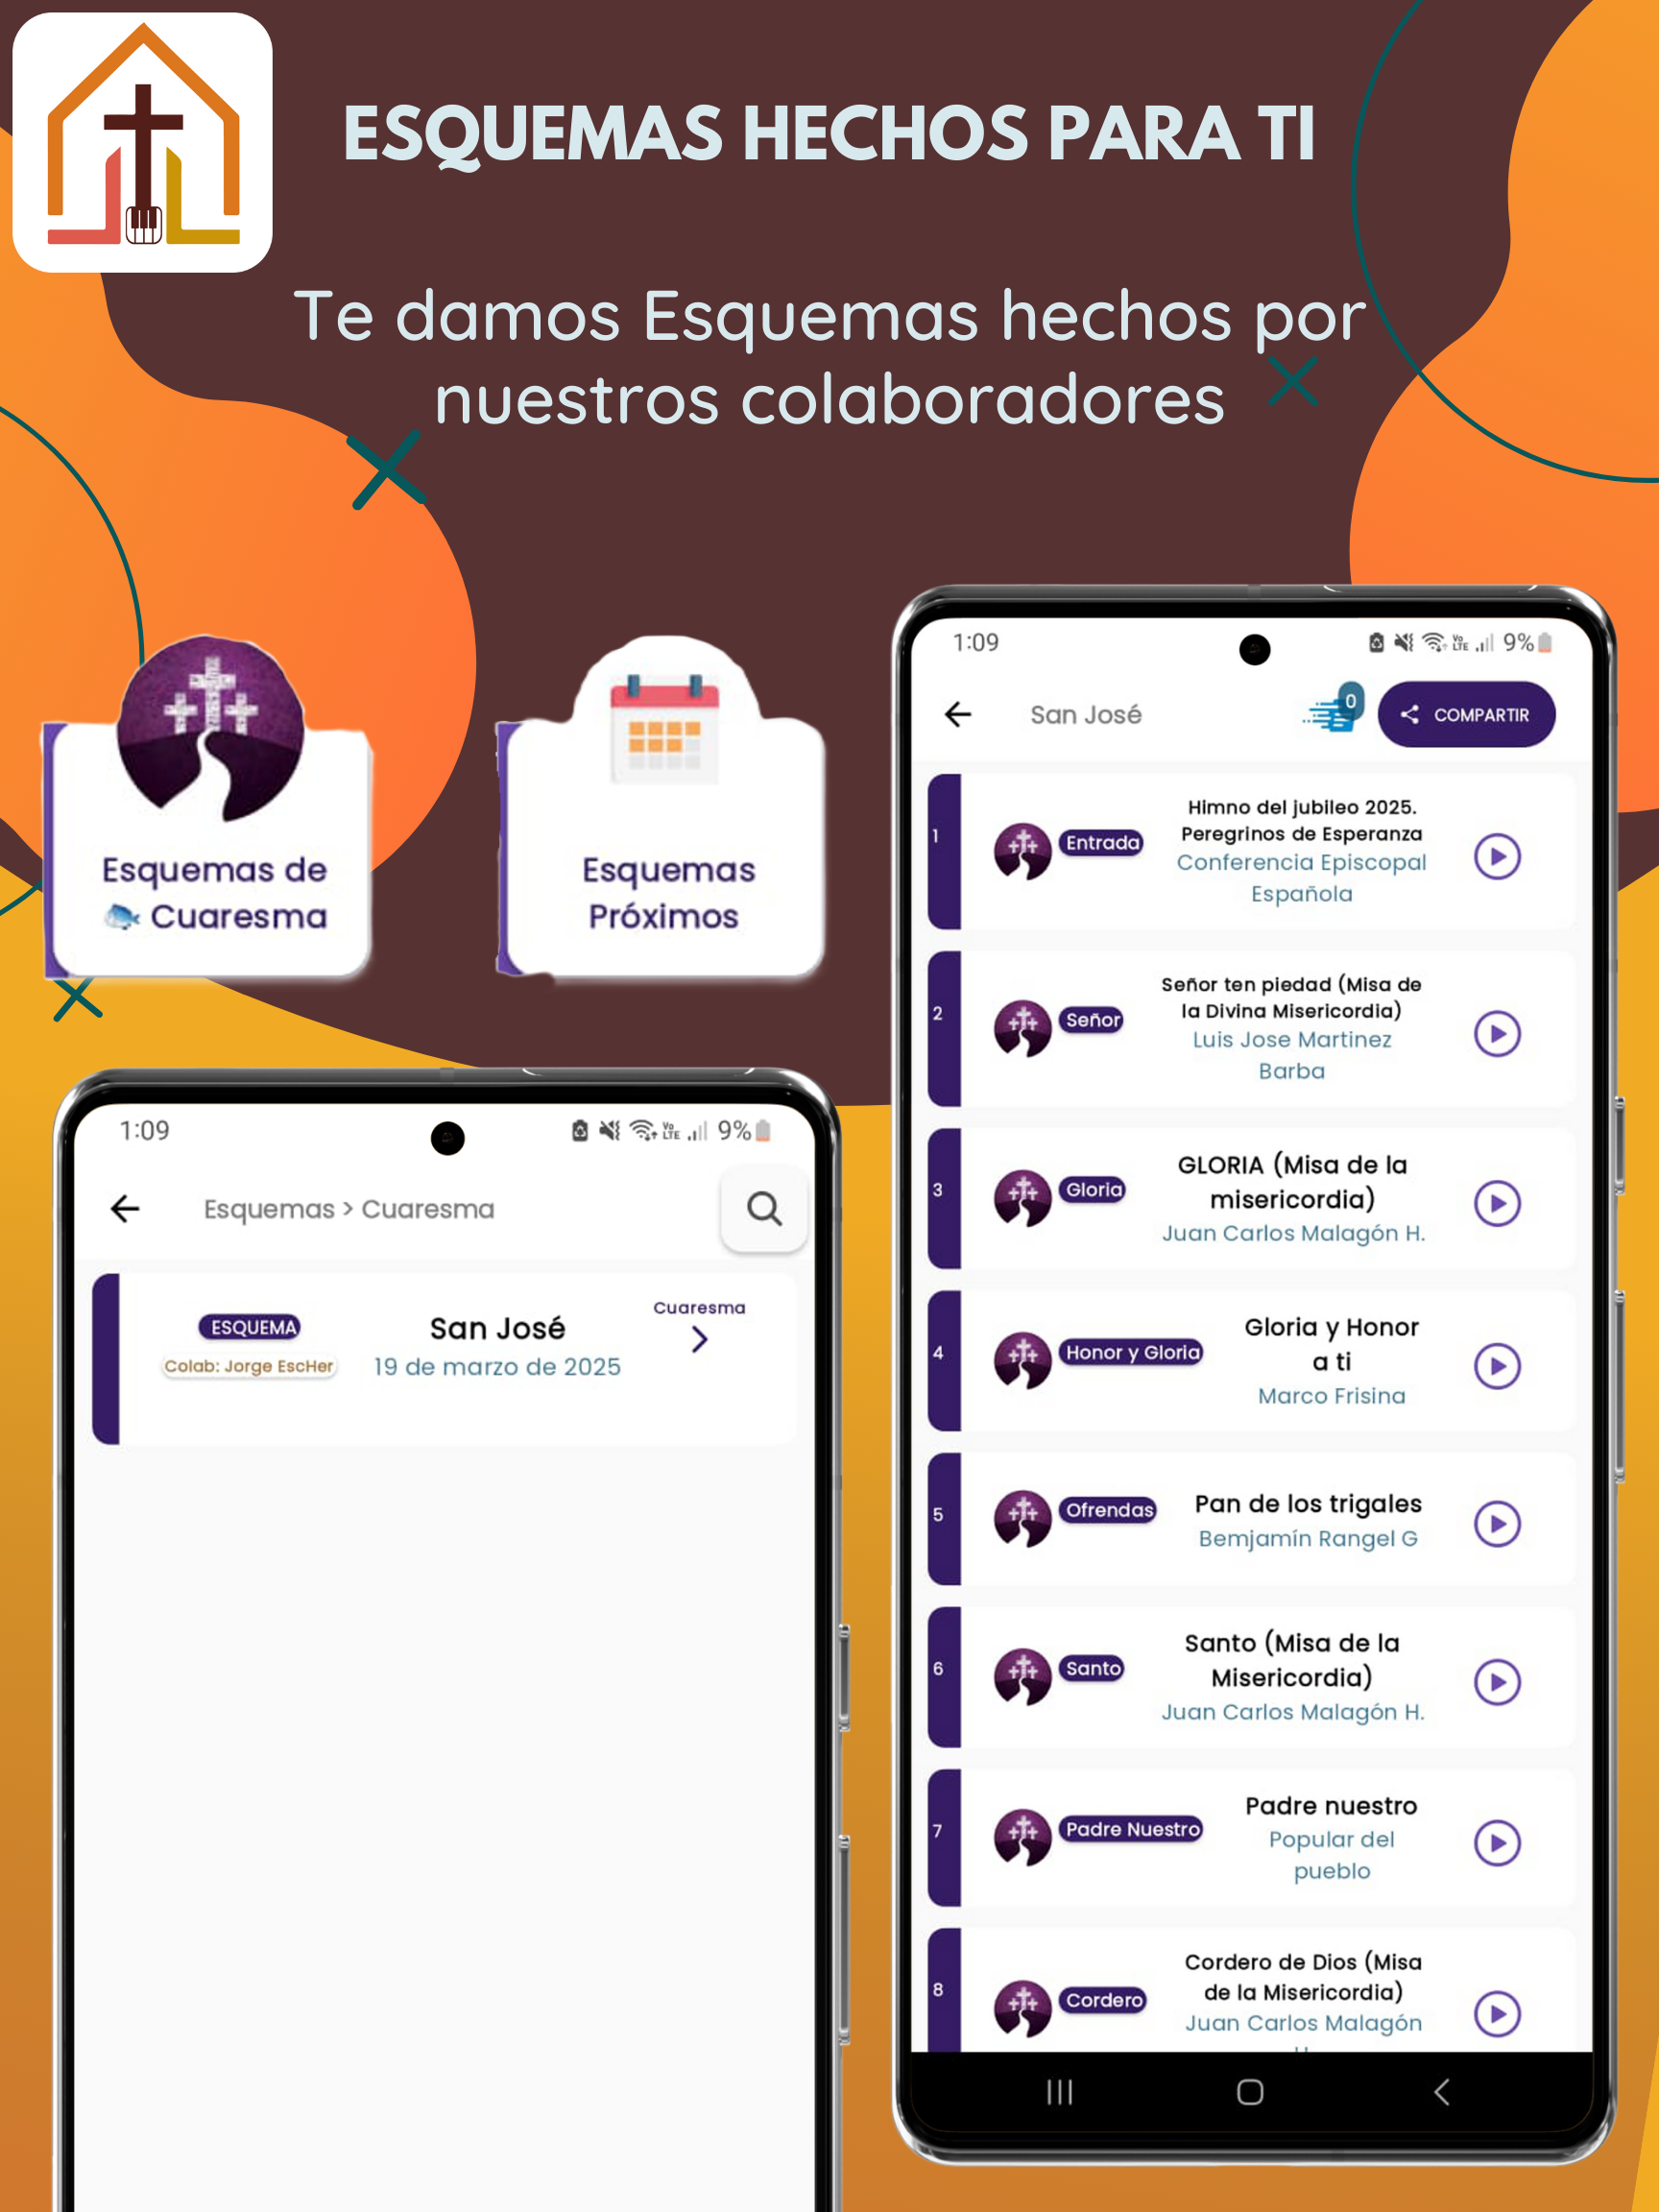 ESQUEMAS HECHOS PARA TI
Te damos Esquemas hechos por
nuestros colaboradores
Esquemas de
Cuaresma
Esquemas
Próximos
1:09
Vo
LTE
9%
Esquemas > Cuaresma
ESQUEMA
Colab: Jorge EscHer
San José
19 de marzo de 2025
Cuaresma
1:09
Vo
LTE
9%
San José
0
COMPARTIR
1
Entrada
Himno del jubileo 2025.
Peregrinos de Esperanza
Conferencia Episcopal
Española
2
Señor
Señor ten piedad (Misa de
la Divina Misericordia)
Luis Jose Martinez
Barba
3
Gloria
GLORIA (Misa de la
misericordia)
Juan Carlos Malagón H.
4
Honor y Gloria
Gloria y Honor
a ti
Marco Frisina
5
Ofrendas
Pan de los trigales
Bemjamín Rangel G
6
Santo
Santo (Misa de la
Misericordia)
Juan Carlos Malagón H.
7
Padre Nuestro
Padre nuestro
Popular del
pueblo
8
Cordero
Cordero de Dios (Misa
de la Misericordia)
Juan Carlos Malagón